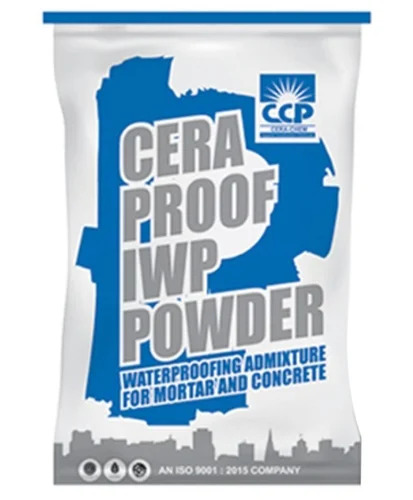 CCP
CERA-CHEM
CERA
PROOF
IWP
POWDER
WATERPROOFING ADMIXTURE
FOR MORTAR AND CONCRETE
AN ISO 9001 : 2015 COMPANY